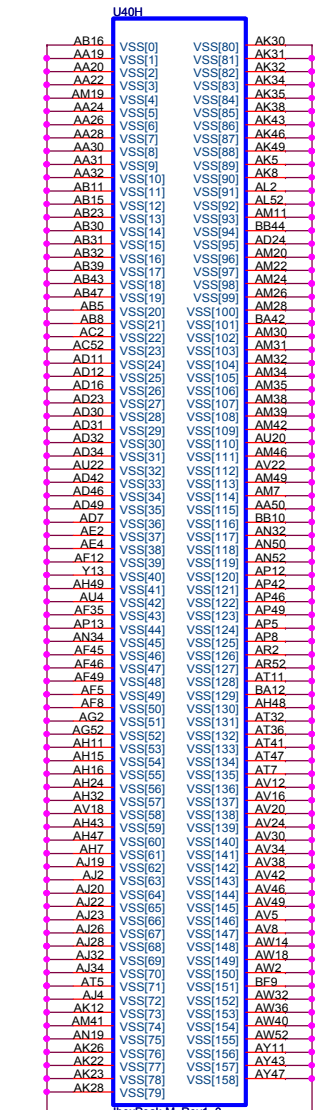 U40H
AB16 VSS[0] VSS[80] AK30
AA19 VSS[1] VSS[81] AK31
AA20 VSS[2] VSS[82] AK32
AA22 VSS[3] VSS[83] AK34
AM19 VSS[4] VSS[84] AK35
AA24 VSS[5] VSS[85] AK38
AA26 VSS[6] VSS[86] AK43
AA28 VSS[7] VSS[87] AK46
AA30 VSS[8] VSS[88] AK49
AA31 VSS[9] VSS[89] AK5
AA32 VSS[10] VSS[90] AK8
AB11 VSS[11] VSS[91] AL2
AB15 VSS[12] VSS[92] AL52
AB23 VSS[13] VSS[93] AM11
AB30 VSS[14] VSS[94] BB44
AB31 VSS[15] VSS[95] AD24
AB32 VSS[16] VSS[96] AM20
AB39 VSS[17] VSS[97] AM22
AB43 VSS[18] VSS[98] AM24
AB47 VSS[19] VSS[99] AM26
AB5 VSS[20] VSS[100] AM28
AB8 VSS[21] VSS[101] BA42
AC2 VSS[22] VSS[102] AM30
AC52 VSS[23] VSS[103] AM31
AD11 VSS[24] VSS[104] AM32
AD12 VSS[25] VSS[105] AM34
AD16 VSS[26] VSS[106] AM35
AD23 VSS[27] VSS[107] AM38
AD30 VSS[28] VSS[108] AM39
AD31 VSS[29] VSS[109] AM42
AD32 VSS[30] VSS[110] AU20
AD34 VSS[31] VSS[111] AM46
AU22 VSS[32] VSS[112] AV22
AD42 VSS[33] VSS[113] AM49
AD46 VSS[34] VSS[114] AM7
AD49 VSS[35] VSS[115] AA50
AD7 VSS[36] VSS[116] BB10
AE2 VSS[37] VSS[117] AN32
AE4 VSS[38] VSS[118] AN50
AF12 VSS[39] VSS[119] AN52
Y13 VSS[40] VSS[120] AP12
AH49 VSS[41] VSS[121] AP42
AU4 VSS[42] VSS[122] AP46
AF35 VSS[43] VSS[123] AP49
AP13 VSS[44] VSS[124] AP5
AN34 VSS[45] VSS[125] AP8
AF45 VSS[46] VSS[126] AR2
AF46 VSS[47] VSS[127] AR52
AF49 VSS[48] VSS[128] AT11
AF5 VSS[49] VSS[129] BA12
AF8 VSS[50] VSS[130] AH48
AG2 VSS[51] VSS[131] AT32
AG52 VSS[52] VSS[132] AT36
AH11 VSS[53] VSS[133] AT41
AH15 VSS[54] VSS[134] AT47
AH16 VSS[55] VSS[135] AT7
AH24 VSS[56] VSS[136] AV12
AH32 VSS[57] VSS[137] AV16
AV18 VSS[58] VSS[138] AV20
AH43 VSS[59] VSS[139] AV24
AH47 VSS[60] VSS[140] AV30
AH7 VSS[61] VSS[141] AV34
AJ19 VSS[62] VSS[142] AV38
AJ2 VSS[63] VSS[143] AV42
AJ20 VSS[64] VSS[144] AV46
AJ22 VSS[65] VSS[145] AV49
AJ23 VSS[66] VSS[146] AV5
AJ26 VSS[67] VSS[147] AV8
AJ28 VSS[68] VSS[148] AW14
AJ32 VSS[69] VSS[149] AW18
AJ34 VSS[70] VSS[150] AW2
AT5 VSS[71] VSS[151] BF9
AJ4 VSS[72] VSS[152] AW32
AK12 VSS[73] VSS[153] AW36
AM41 VSS[74] VSS[154] AW40
AN19 VSS[75] VSS[155] AW52
AK26 VSS[76] VSS[156] AY11
AK22 VSS[77] VSS[157] AY43
AK23 VSS[78] VSS[158] AY47
AK28 VSS[79]